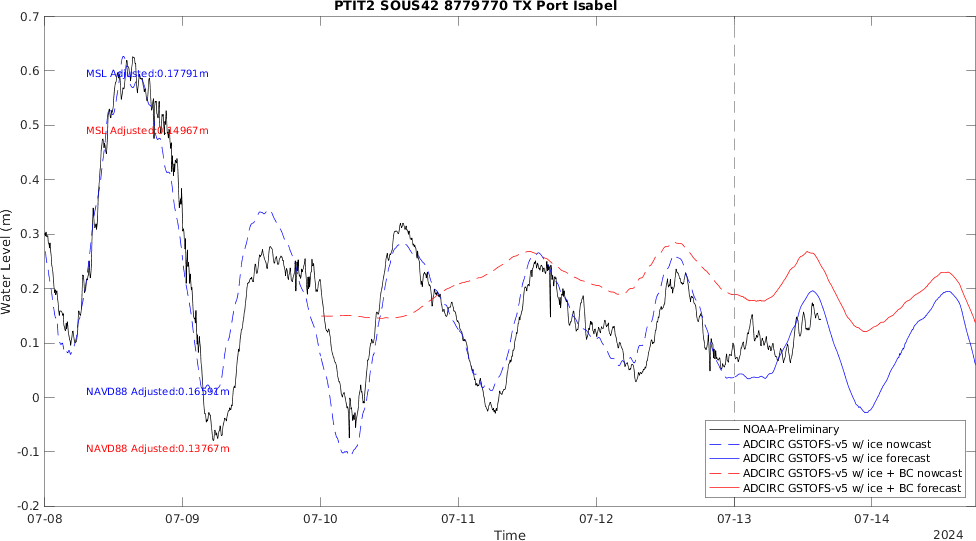 PTIT2 SOUS42 8779770 TX Port Isabel
0.7
0.6
0.5
0.4
0.3
0.2
0.1
0
-0.1
-0.2
Water Level (m)
MSL Adjusted:0.17791m
MSL Adjusted:0.14967m
NAVD88 Adjusted:0.16591m
NAVD88 Adjusted:0.13767m
NOAA-Preliminary
ADCIRC GSTOFS-v5 w/ ice nowcast
ADCIRC GSTOFS-v5 w/ ice forecast
ADCIRC GSTOFS-v5 w/ ice + BC nowcast
ADCIRC GSTOFS-v5 w/ ice + BC forecast
07-08 07-09 07-10 07-11 07-12 07-13 07-14
Time
2024